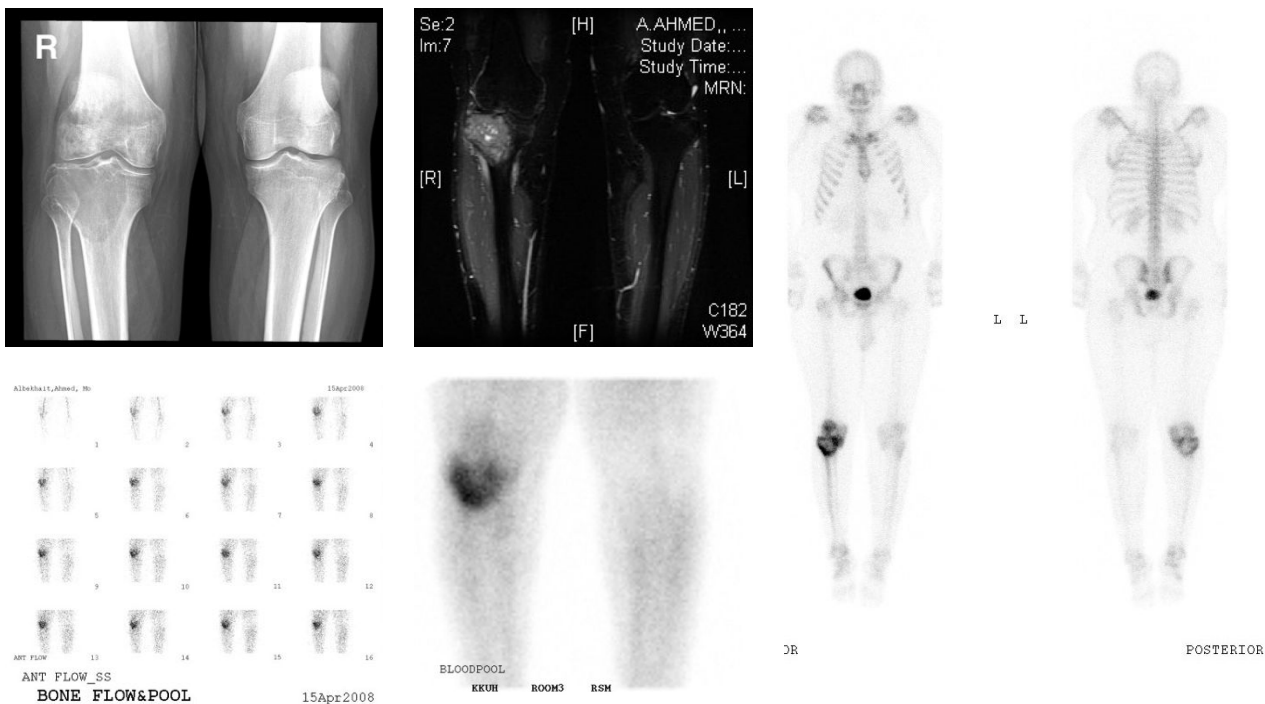 R
Se:2
Im:7
[H]
A.AHMED,, ...
Study Date:...
Study Time:...
MRN:
[R]
[L]
C182
W364
[F]
L L
OR
POSTERIOR
Albekhait,Ahmed, Mo
15Apr2008
1
2
3
4
5
6
7
8
9
10
11
12
ANT FLOW
13
14
15
16
ANT FLOW_SS
BONE FLOW&POOL
15Apr2008
BLOODPOOL
KKUH ROOM3 RSM